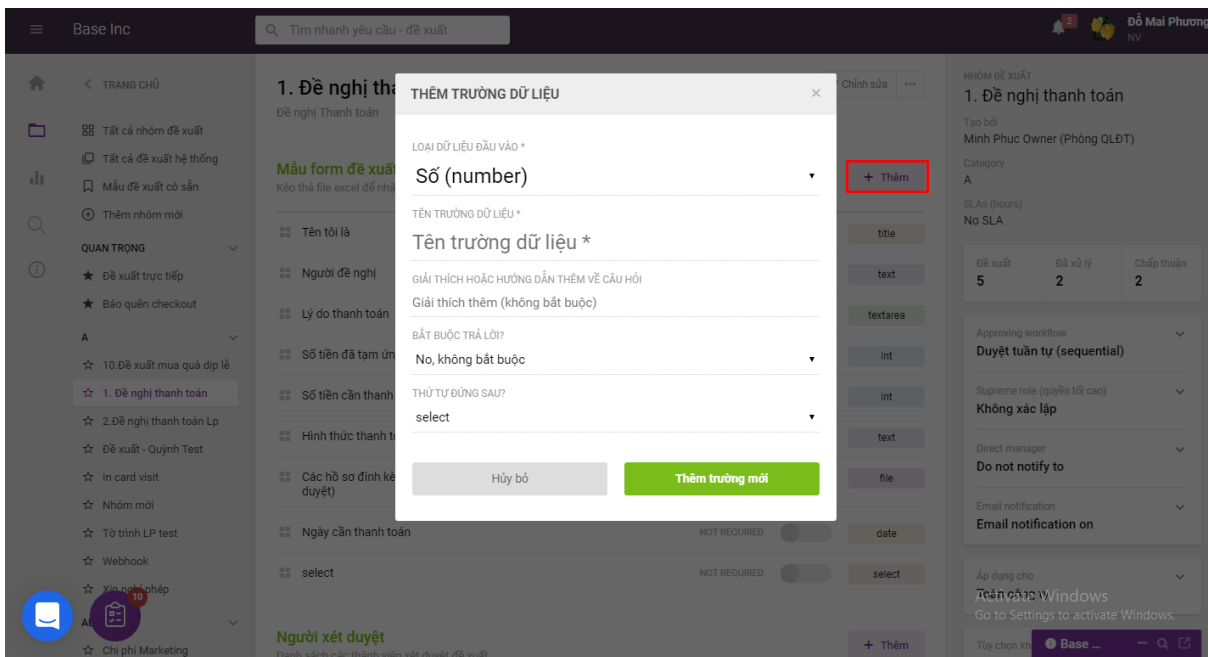 Base Inc
Tìm nhanh yêu cầu - đề xuất
2
Đỗ Mai Phương
NV
TRANG CHỦ
Tất cả nhóm đề xuất
Tất cả đề xuất hệ thống
Mẫu đề xuất có sẵn
Thêm nhóm mới
QUAN TRỌNG
Đề xuất trực tiếp
Báo quên checkout
A
10.Đề xuất mua quà dịp lễ
1. Đề nghị thanh toán
2.Đề nghị thanh toán Lp
Đề xuất - Quỳnh Test
In card visit
Nhóm mới
Tờ trình LP test
Webhook
Xin nghỉ phép
10
Chi phí Marketing
1. Đề nghị
Chỉnh sửa
Đề nghị Thanh toán
Mẫu form đề xuất
Kéo thả file excel để
+ Thêm
Tên tôi là
title
Người đề nghị
text
Lý do thanh toán
textarea
Số tiền đã tạm
int
Số tiền cần thanh
int
Hình thức thanh
text
Các hồ sơ đính
duyệt)
file
Ngày cần thanh toán
NOT REQUIRED
date
select
NOT REQUIRED
select
Người xét duyệt
+ Thêm
Danh sách các thành viên xét duyệt đề xuất
THÊM TRƯỜNG DỮ LIỆU
×
LOẠI DỮ LIỆU ĐẦU VÀO *
Số (number)
TÊN TRƯỜNG DỮ LIỆU *
Tên trường dữ liệu *
GIẢI THÍCH HOẶC HƯỚNG DẪN THÊM VỀ CÂU HỎI
Giải thích thêm (không bắt buộc)
BẮT BUỘC TRẢ LỜI?
No, không bắt buộc
THỨ TỰ ĐỨNG SAU?
select
Hủy bỏ
Thêm trường mới
NHÓM ĐỀ XUẤT
1. Đề nghị thanh toán
Tạo bởi
Minh Phuc Owner (Phòng QLĐT)
Category
A
SLAs (hours)
No SLA
Đề xuất
Đã xử lý
Chấp thuận
5
2
2
Approving workflow
Duyệt tuần tự (sequential)
Supreme role (quyền tối cao)
Không xác lập
Direct manager
Do not notify to
Email notification
Email notification on
Áp dụng cho
Toàn công
Activate Windows
Go to Settings to activate Windows.
Tùy chọn
Base ...